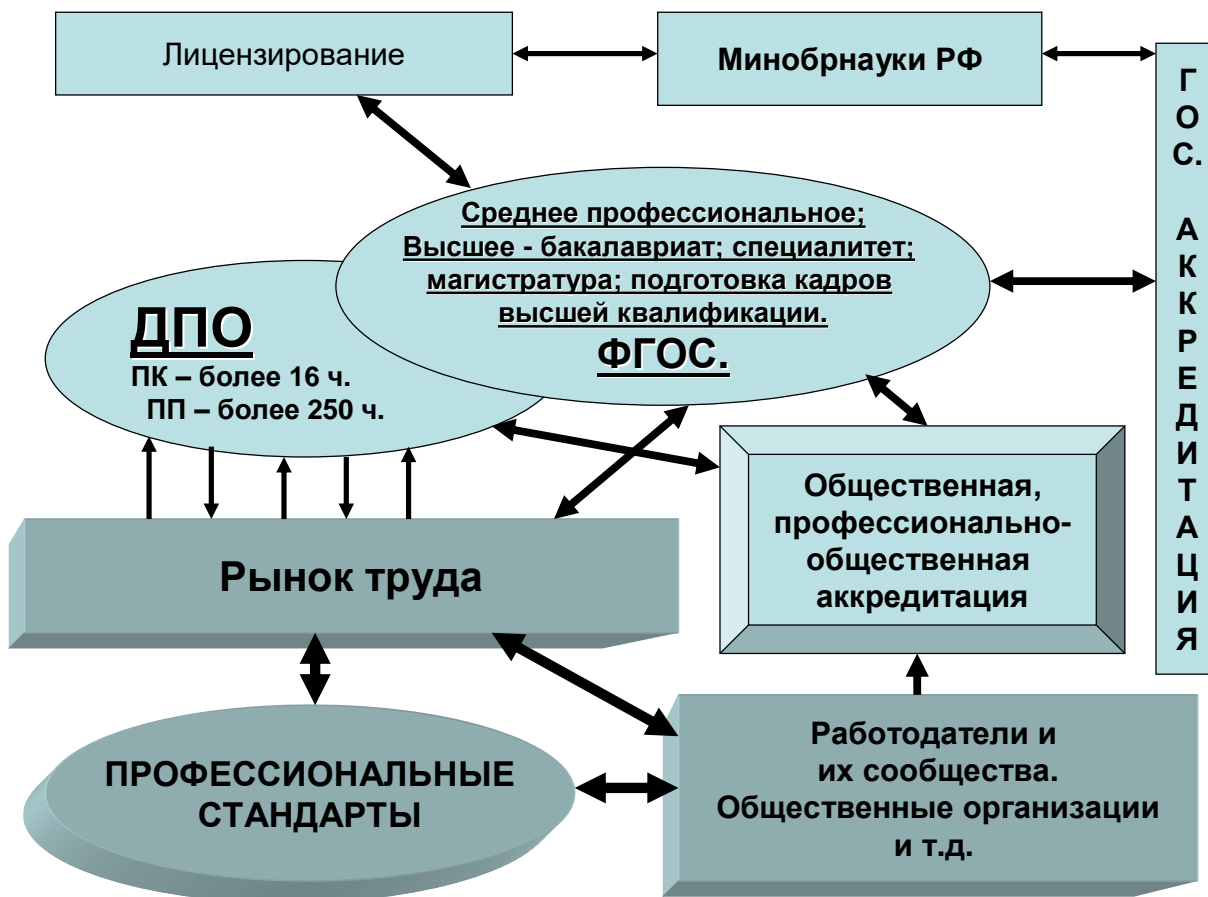 Лицензирование
Минобрнауки РФ
ГОС. АККРЕДИТАЦИЯ
Среднее профессиональное;
Высшее - бакалавриат; специалитет;
магистратура; подготовка кадров
высшей квалификации.
ФГОС.
ДПО
ПК – более 16 ч.
ПП – более 250 ч.
Общественная,
профессионально-
общественная
аккредитация
Рынок труда
ПРОФЕССИОНАЛЬНЫЕ
СТАНДАРТЫ
Работодатели и
их сообщества.
Общественные организации
и т.д.